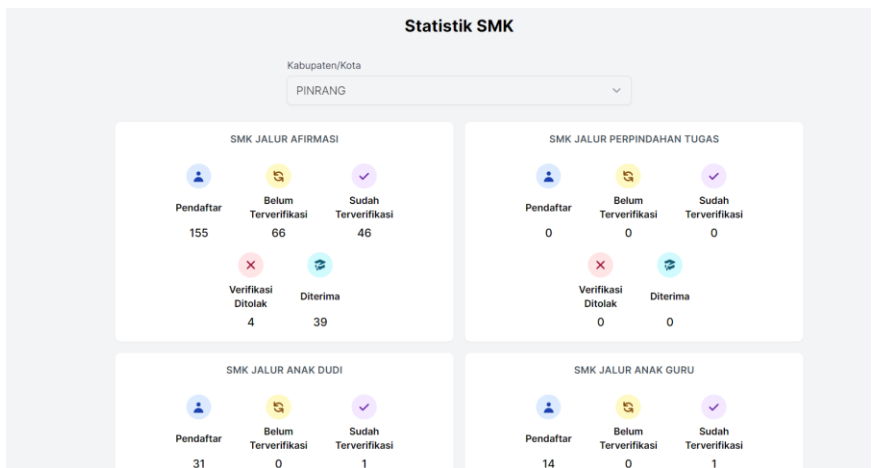 Statistik SMK
Kabupaten/Kota
PINRANG
SMK JALUR AFIRMASI
Pendaftar
Belum
Terverifikasi
Sudah
Terverifikasi
155
66
46
Verifikasi
Ditolak
Diterima
4
39
SMK JALUR PERPINDAHAN TUGAS
Pendaftar
Belum
Terverifikasi
Sudah
Terverifikasi
0
0
0
Verifikasi
Ditolak
Diterima
0
0
SMK JALUR ANAK DUDI
Pendaftar
Belum
Terverifikasi
Sudah
Terverifikasi
31
0
1
SMK JALUR ANAK GURU
Pendaftar
Belum
Terverifikasi
Sudah
Terverifikasi
14
0
1